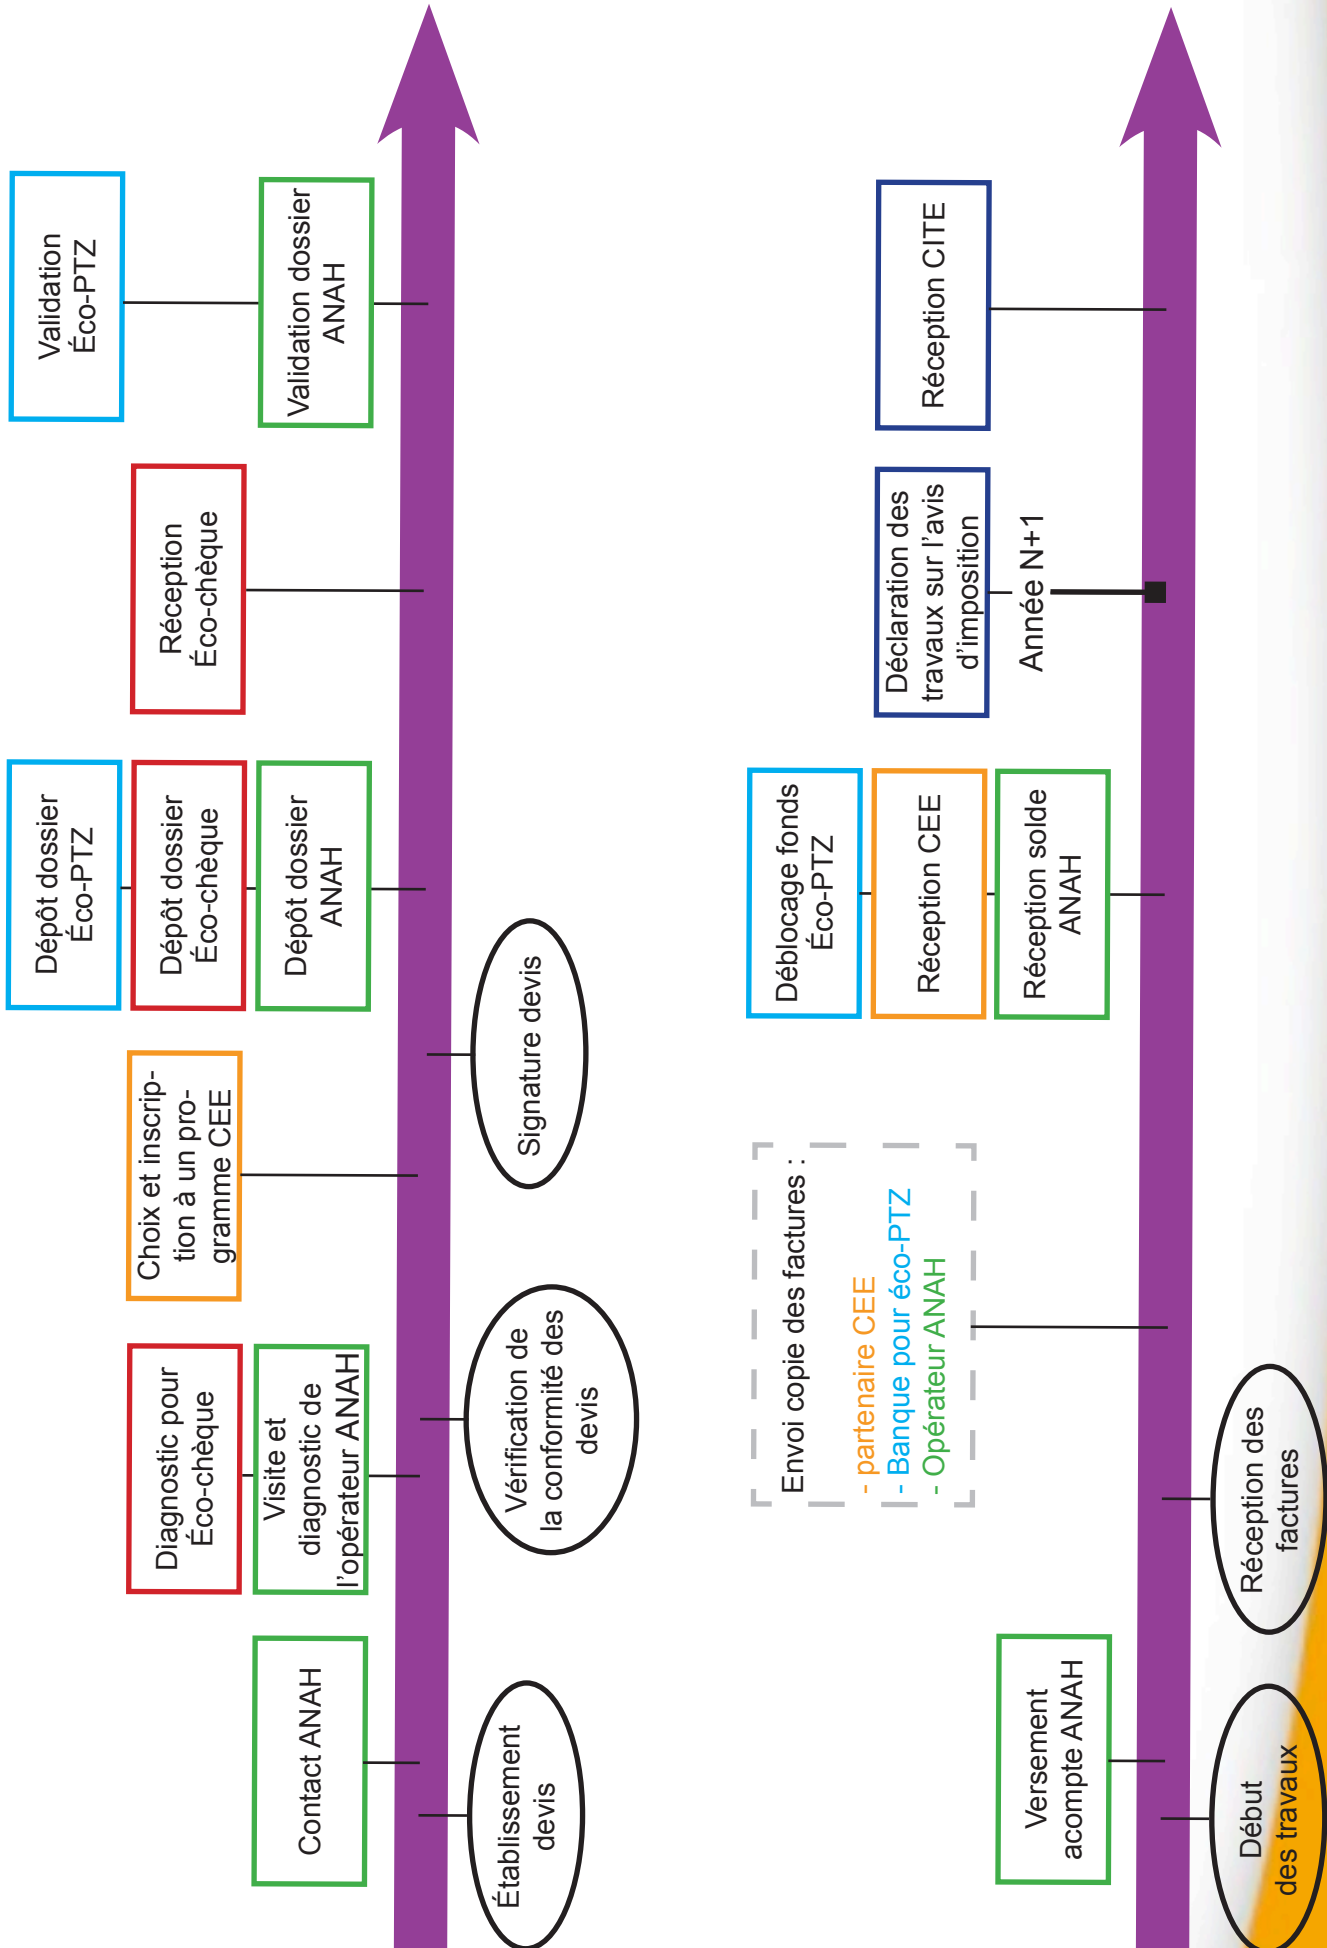 Contact ANAH
Établissement
devis
Diagnostic pour
Éco-chèque
Visite et
diagnostic de
l'opérateur ANAH
Vérification de
la conformité des
devis
Choix et inscrip-
tion à un pro-
gramme CEE
Signature devis
Dépôt dossier
Éco-PTZ
Dépôt dossier
Éco-chèque
Dépôt dossier
ANAH
Réception
Éco-chèque
Validation
Éco-PTZ
Validation dossier
ANAH
Versement
acompte ANAH
Début
des travaux
Réception des
factures
Envoi copie des factures :
- partenaire CEE
- Banque pour éco-PTZ
- Opérateur ANAH
Déblocage fonds
Éco-PTZ
Réception CEE
Réception solde
ANAH
Déclaration des
travaux sur l'avis
d'imposition
Année N+1
Réception CITE